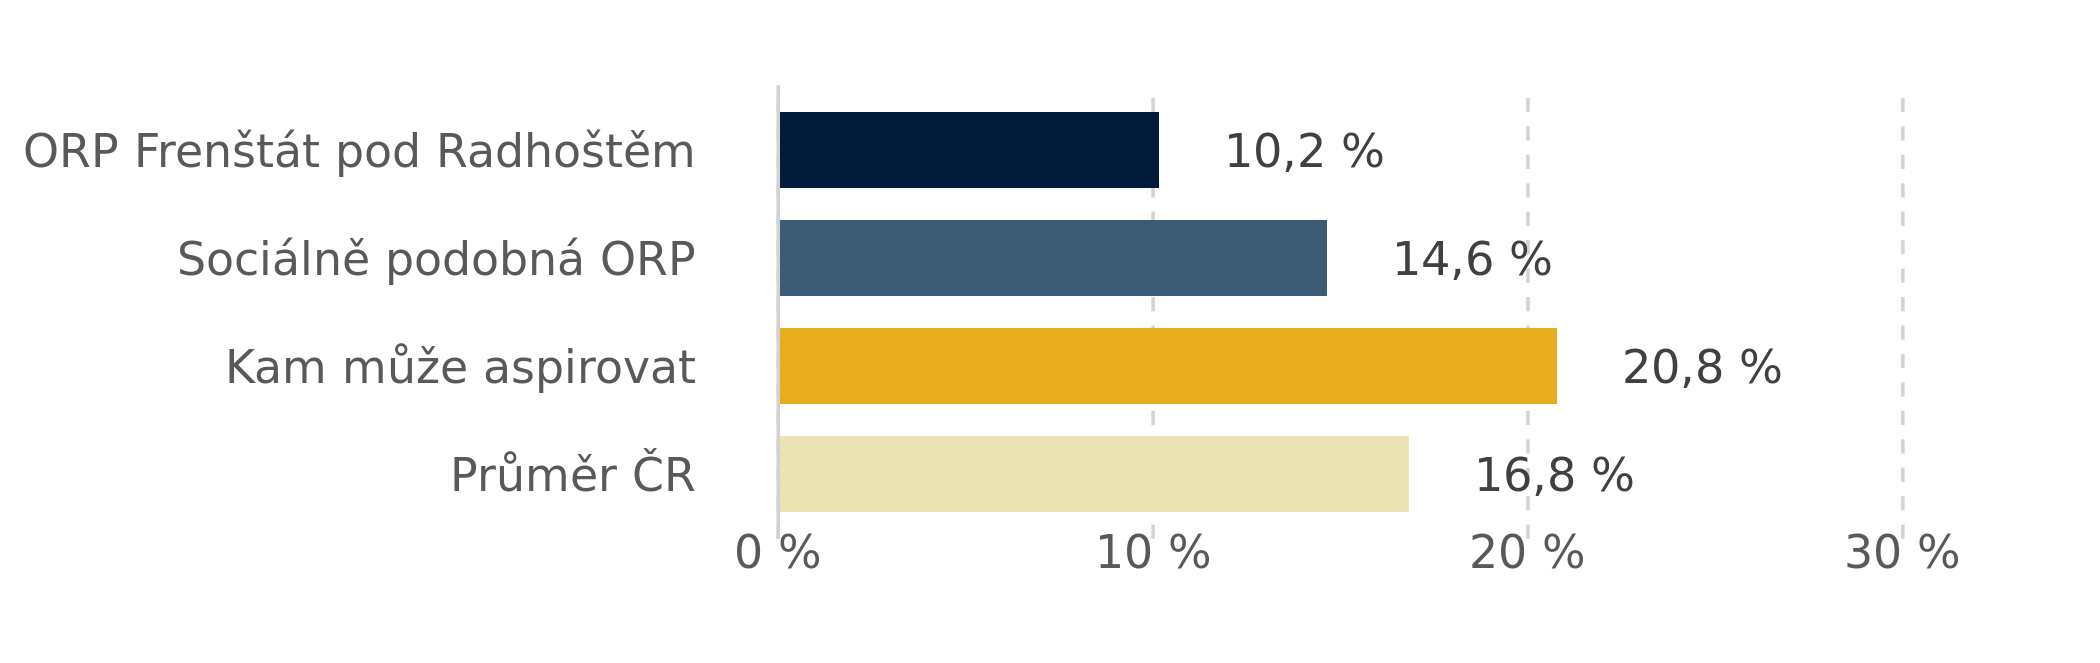 ORP Frenštát pod Radhoštěm 10,2 %
Sociálně podobná ORP 14,6 %
Kam může aspirovat 20,8 %
Průměr ČR 16,8 %
0 % 10 % 20 % 30 %